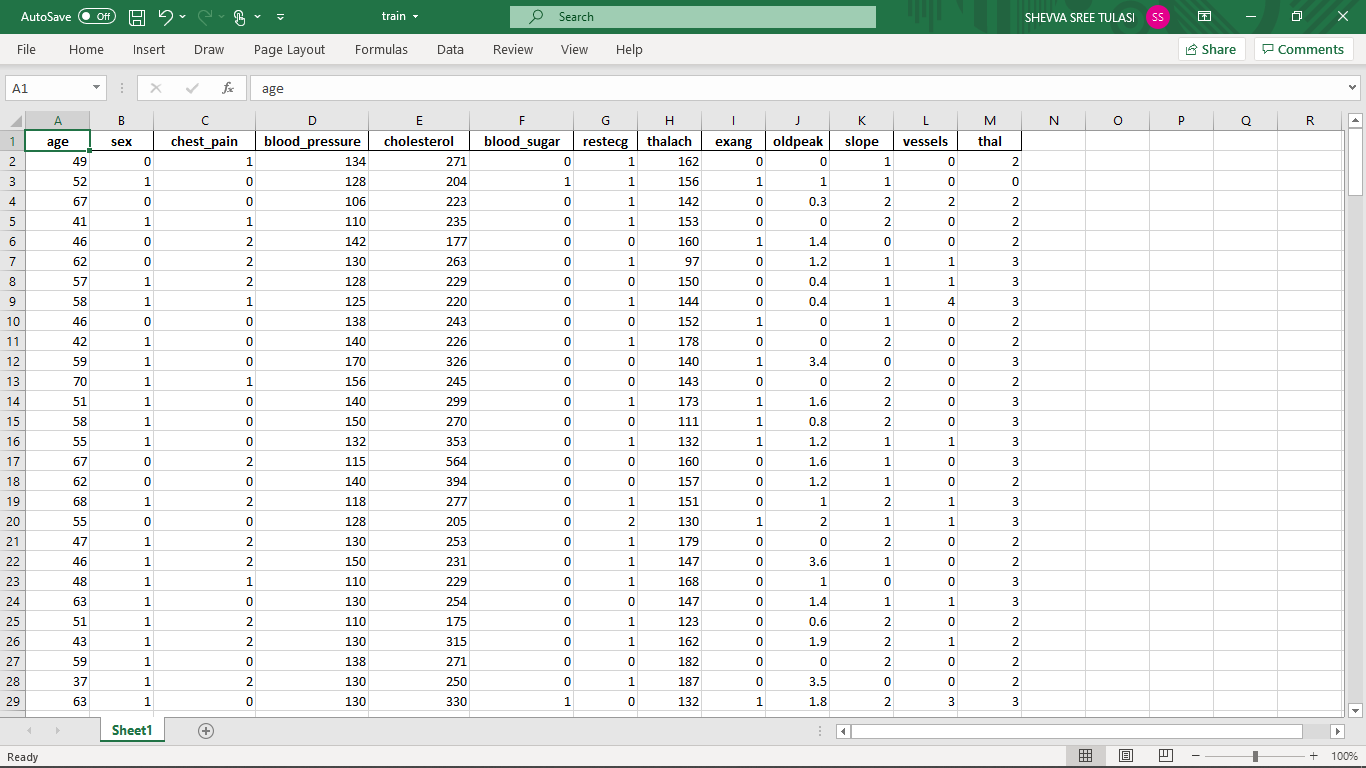 AutoSave Off train Search SHEVVA SREE TULASI SS
File Home Insert Draw Page Layout Formulas Data Review View Help Share Comments
A1 fx age
A B C D E F G H I J K L M N O P Q R
1 age sex chest_pain blood_pressure cholesterol blood_sugar restecg thalach exang oldpeak slope vessels thal
2 49 0 1 134 271 0 1 162 0 0 1 0 2
3 52 1 0 128 204 1 1 156 1 1 1 0 0
4 67 0 0 106 223 0 1 142 0 0.3 2 2 2
5 41 1 1 110 235 0 1 153 0 0 2 0 2
6 46 0 2 142 177 0 0 160 1 1.4 0 0 2
7 62 0 2 130 263 0 1 97 0 1.2 1 1 3
8 57 1 2 128 229 0 0 150 0 0.4 1 1 3
9 58 1 1 125 220 0 1 144 0 0.4 1 4 3
10 46 0 0 138 243 0 0 152 1 0 1 0 2
11 42 1 0 140 226 0 1 178 0 0 2 0 2
12 59 1 0 170 326 0 0 140 1 3.4 0 0 3
13 70 1 1 156 245 0 0 143 0 0 2 0 2
14 51 1 0 140 299 0 1 173 1 1.6 2 0 3
15 58 1 0 150 270 0 0 111 1 0.8 2 0 3
16 55 1 0 132 353 0 1 132 1 1.2 1 1 3
17 67 0 2 115 564 0 0 160 0 1.6 1 0 3
18 62 0 0 140 394 0 0 157 0 1.2 1 0 2
19 68 1 2 118 277 0 1 151 0 1 2 1 3
20 55 0 0 128 205 0 2 130 1 2 1 1 3
21 47 1 2 130 253 0 1 179 0 0 2 0 2
22 46 1 2 150 231 0 1 147 0 3.6 1 0 2
23 48 1 1 110 229 0 1 168 0 1 0 0 3
24 63 1 0 130 254 0 0 147 0 1.4 1 1 3
25 51 1 2 110 175 0 1 123 0 0.6 2 0 2
26 43 1 2 130 315 0 1 162 0 1.9 2 1 2
27 59 1 0 138 271 0 0 182 0 0 2 0 2
28 37 1 2 130 250 0 1 187 0 3.5 0 0 2
29 63 1 0 130 330 1 0 132 1 1.8 2 3 3
Sheet1
Ready 100%